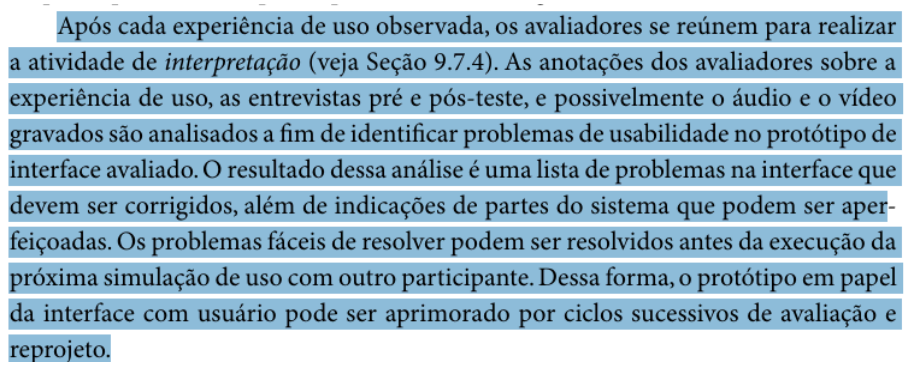 Após cada experiência de uso observada, os avaliadores se reúnem para realizar
a atividade de interpretação (veja Seção 9.7.4). As anotações dos avaliadores sobre a
experiência de uso, as entrevistas pré e pós-teste, e possivelmente o áudio e o vídeo
gravados são analisados a fim de identificar problemas de usabilidade no protótipo de
interface avaliado. O resultado dessa análise é uma lista de problemas na interface que
devem ser corrigidos, além de indicações de partes do sistema que podem ser aper-
feiçoadas. Os problemas fáceis de resolver podem ser resolvidos antes da execução da
próxima simulação de uso com outro participante. Dessa forma, o protótipo em papel
da interface com usuário pode ser aprimorado por ciclos sucessivos de avaliação e
reprojeto.